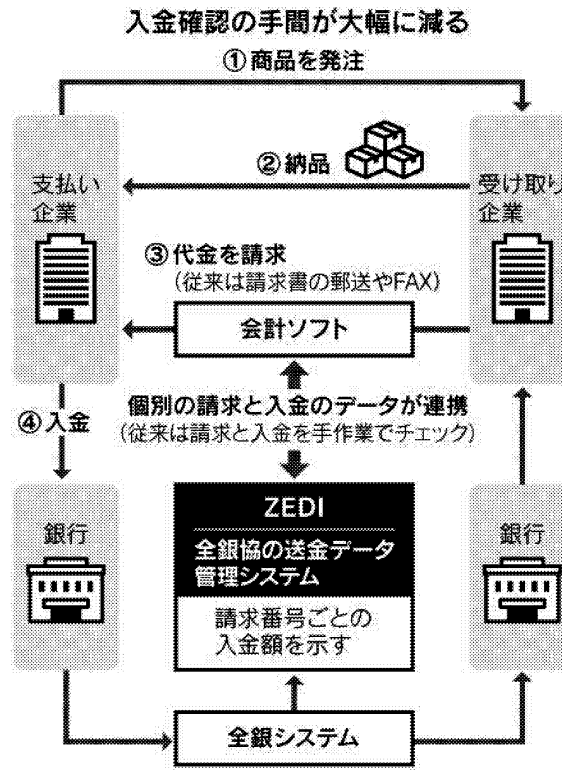 入金確認の手間が大幅に減る
①商品を発注
②納品
支払い
企業
受け取り
企業
③代金を請求
(従来は請求書の郵送やFAX)
会計ソフト
④入金
個別の請求と入金のデータが連携
(従来は請求と入金を手作業でチェック)
銀行
ZEDI
全銀協の送金データ
管理システム
請求番号ごとの
入金額を示す
銀行
全銀システム